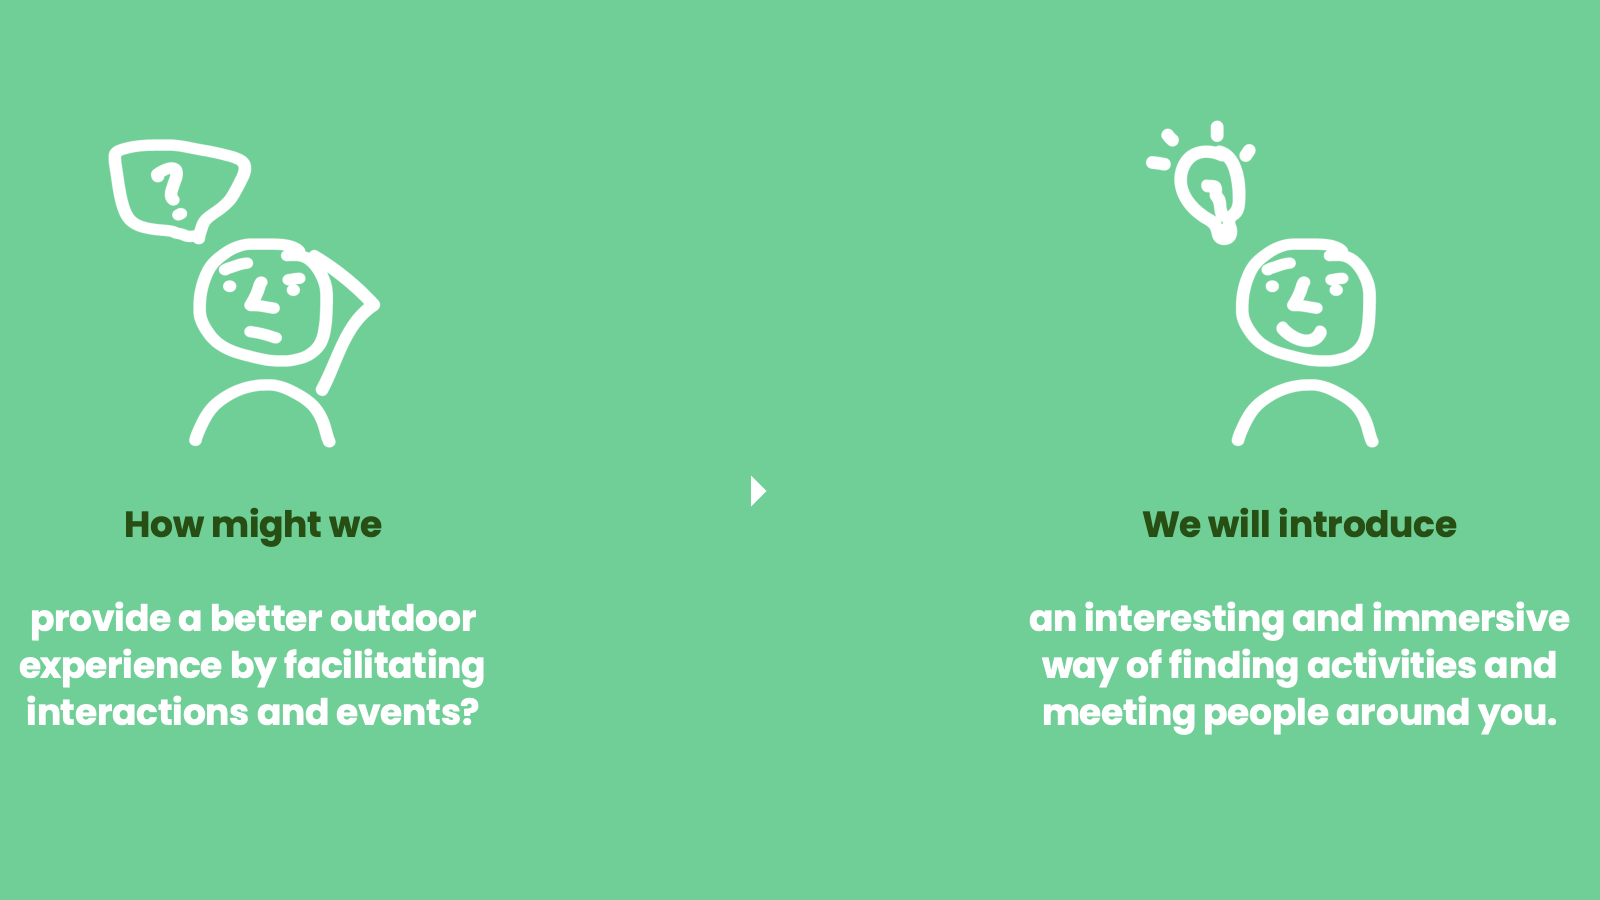 ?
How might we
provide a better outdoor
experience by facilitating
interactions and events?
We will introduce
an interesting and immersive
way of finding activities and
meeting people around you.